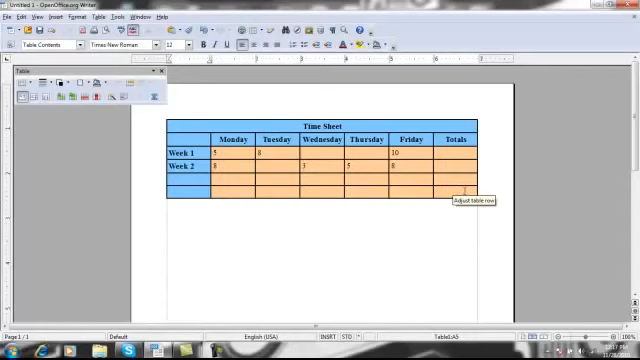 Untitled 1 - OpenOffice.org Writer
File Edit View Insert Format Table Tools Window Help
Table Contents Times New Roman 12
Table
Time Sheet
Monday Tuesday Wednesday Thursday Friday Totals
Week 1 5 8 10
Week 2 8 3 5 8
Adjust table row
Page 1 / 1 Default English (USA) INSRT STD Table1:A5 100%